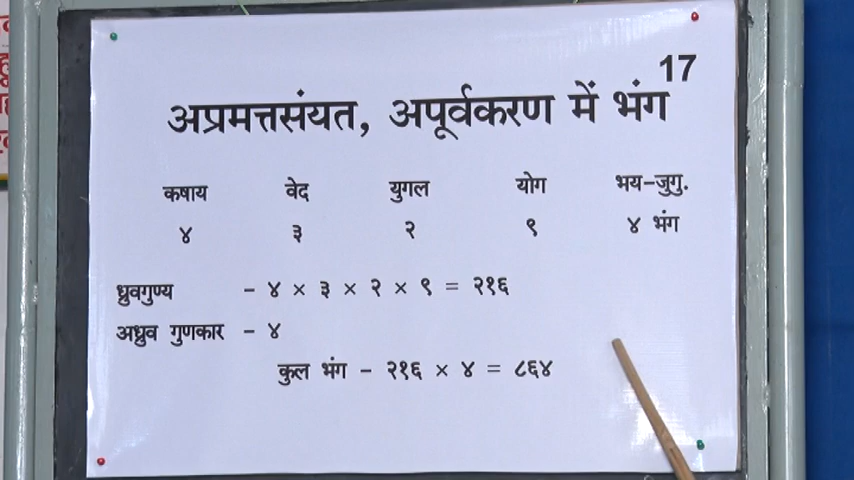 17
अप्रमत्तसंयत, अपूर्वकरण में भंग
कषाय वेद युगल योग भय-जुगु.
४ ३ २ ९ ४ भंग
ध्रुवगुण्य - ४ × ३ × २ × ९ = २१६
अध्रुव गुणकार - ४
कुल भंग - २१६ × ४ = ८६४